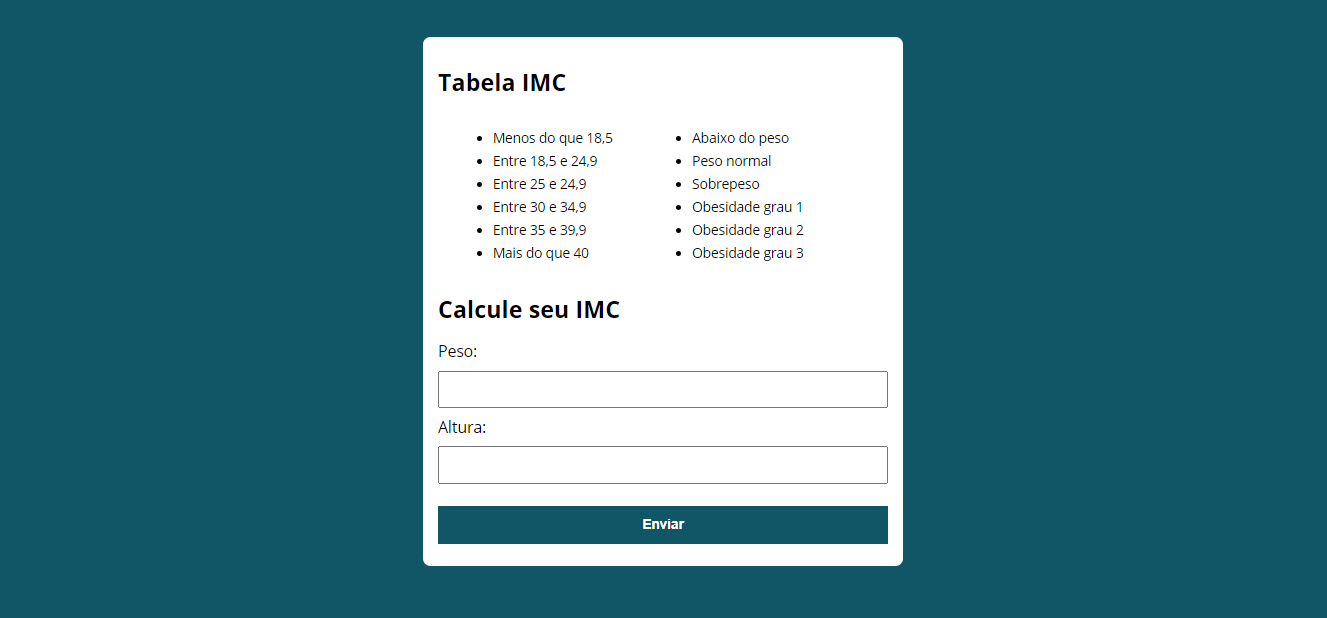 Tabela IMC
Menos do que 18,5
Entre 18,5 e 24,9
Entre 25 e 24,9
Entre 30 e 34,9
Entre 35 e 39,9
Mais do que 40
Abaixo do peso
Peso normal
Sobrepeso
Obesidade grau 1
Obesidade grau 2
Obesidade grau 3
Calcule seu IMC
Peso:
Altura:
Enviar